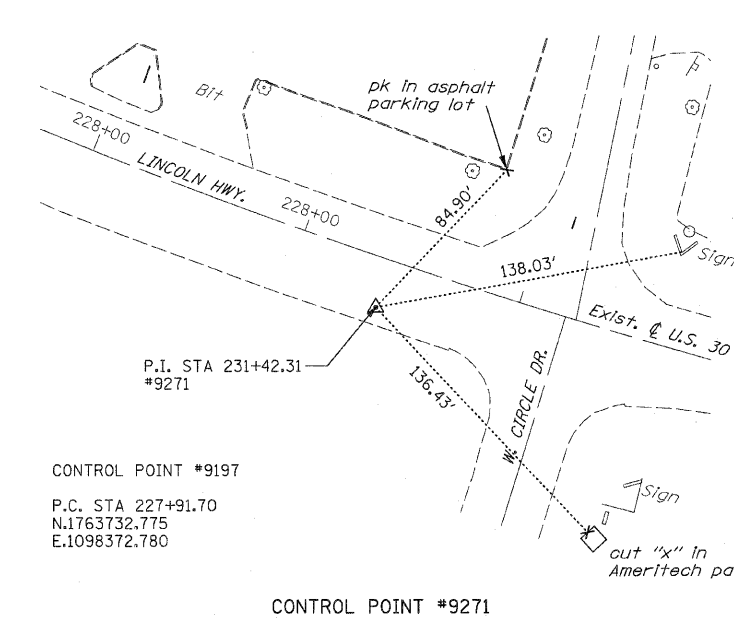 pk in asphalt
parking lot
Bit
228+00
LINCOLN HWY.
228+00
84.90'
138.03'
Sign
Exist. ℄ U.S. 30
P.I. STA 231+42.31
#9271
136.43'
W. CIRCLE DR.
CONTROL POINT #9197
P.C. STA 227+91.70
N.1763732.775
E.1098372.780
Sign
cut "x" in
Ameritech pa
CONTROL POINT #9271